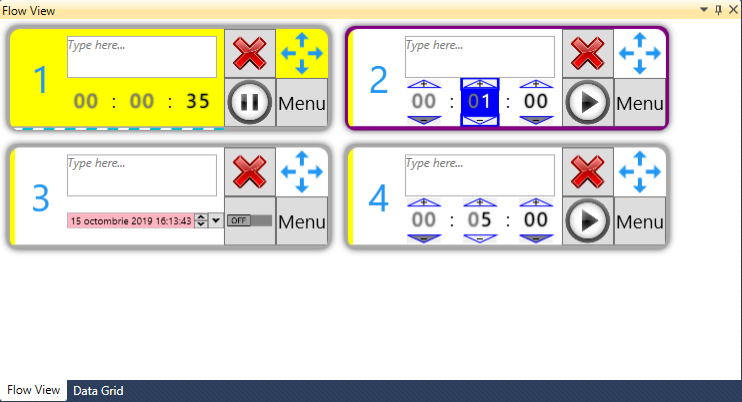 Flow View
1
Type here...
00 : 00 : 35
Menu
2
Type here...
00 : 01 : 00
Menu
3
Type here...
15 octombrie 2019 16:13:43
OFF
Menu
4
Type here...
00 : 05 : 00
Menu
Flow View
Data Grid